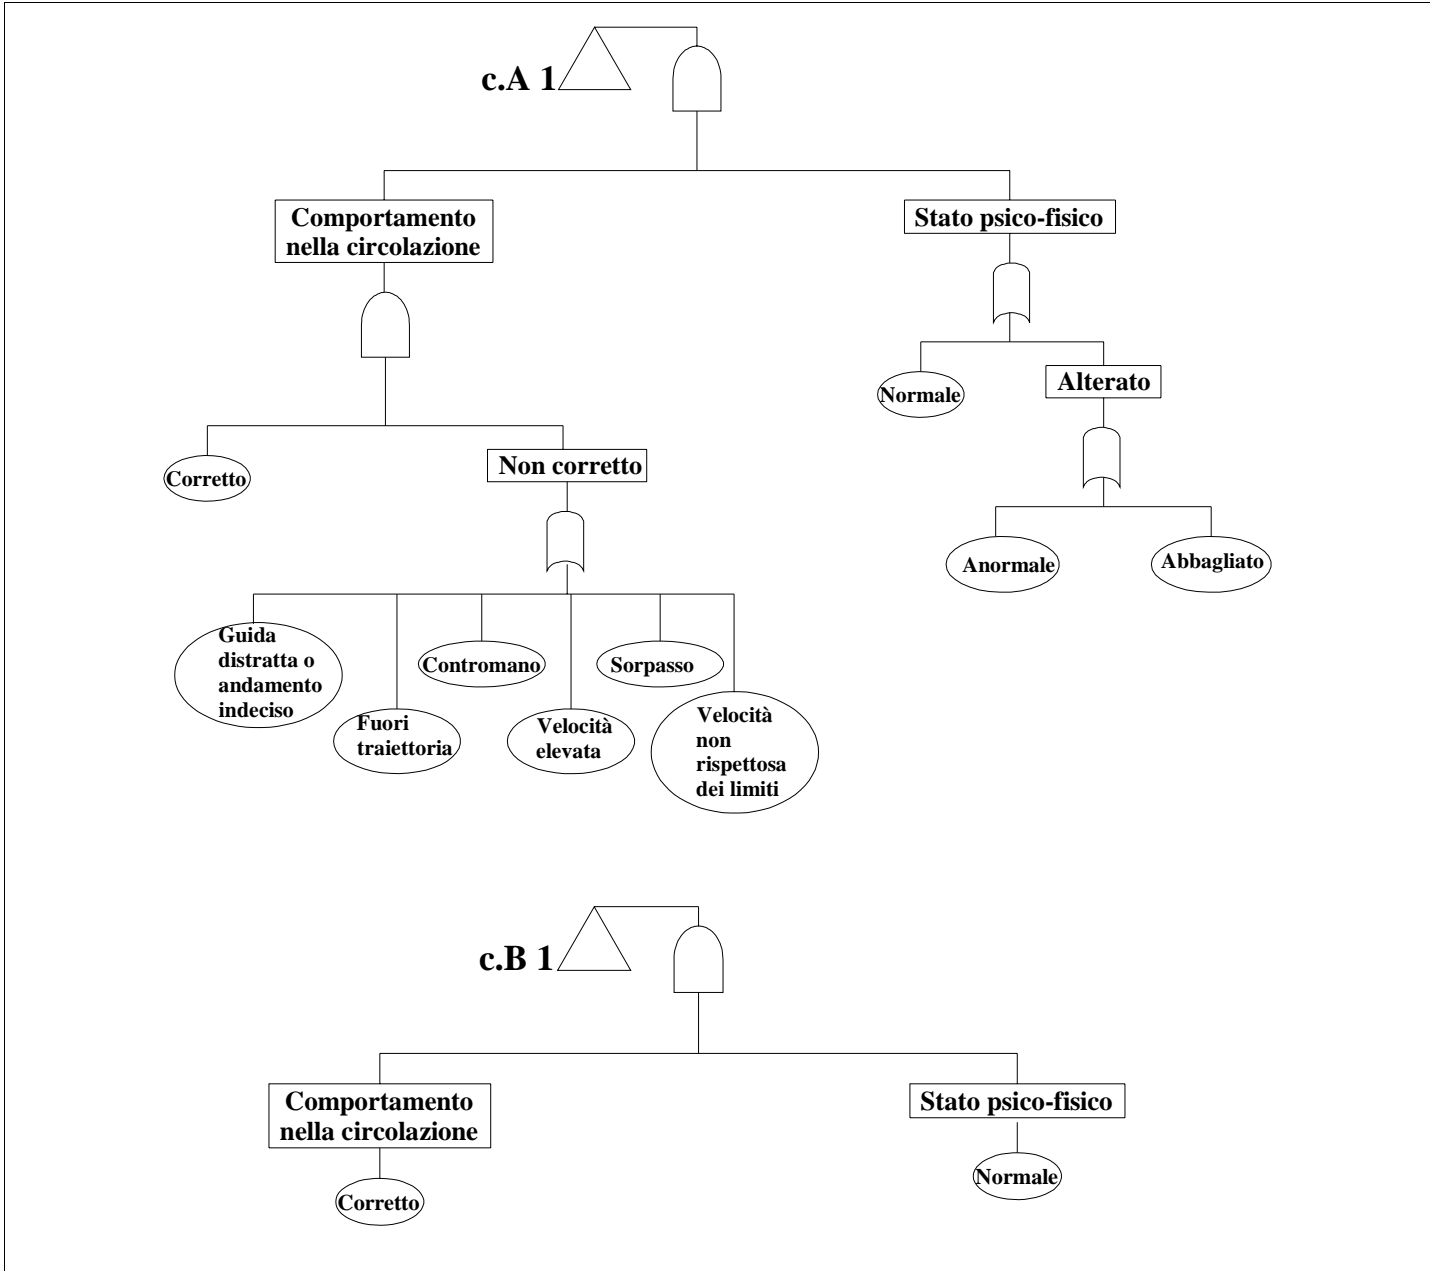 c.A 1
Comportamento
nella circolazione
Stato psico-fisico
Normale
Alterato
Corretto
Non corretto
Anormale
Abbagliato
Guida
distratta o
andamento
indeciso
Fuori
traiettoria
Contromano
Velocità
elevata
Sorpasso
Velocità
non
rispettosa
dei limiti
c.B 1
Comportamento
nella circolazione
Stato psico-fisico
Corretto
Normale